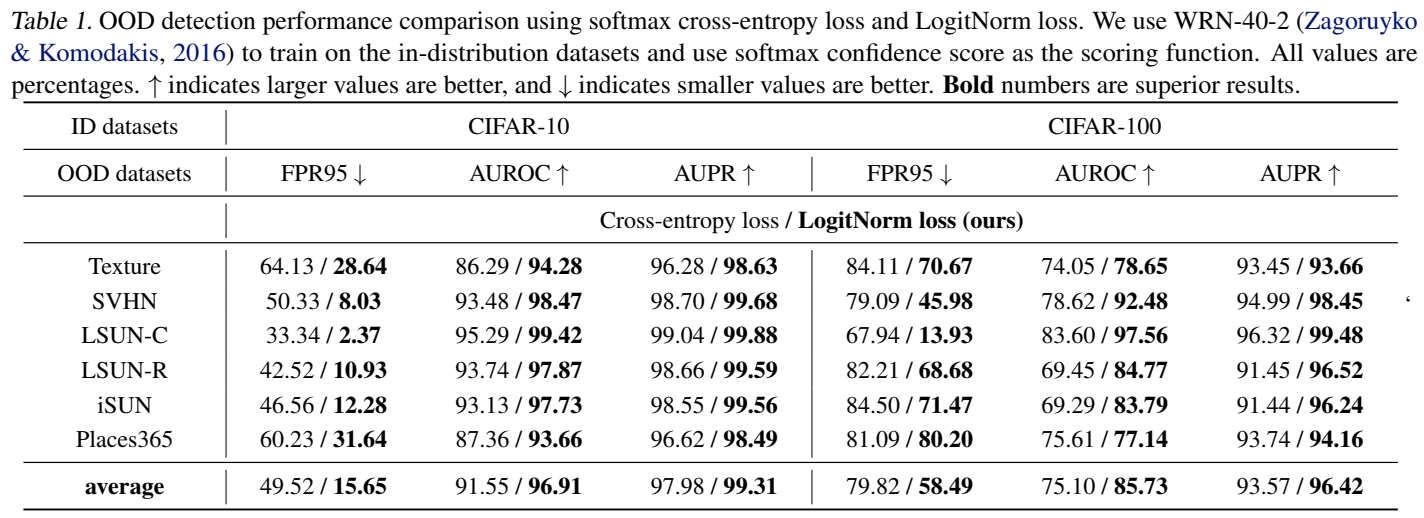 Table 1. OOD detection performance comparison using softmax cross-entropy loss and LogitNorm loss. We use WRN-40-2 (Zagoruyko
& Komodakis, 2016) to train on the in-distribution datasets and use softmax confidence score as the scoring function. All values are
percentages. ↑ indicates larger values are better, and ↓ indicates smaller values are better. Bold numbers are superior results.
ID datasets CIFAR-10 CIFAR-100
OOD datasets FPR95 ↓ AUROC ↑ AUPR ↑ FPR95 ↓ AUROC ↑ AUPR ↑
Cross-entropy loss / LogitNorm loss (ours)
Texture 64.13 / 28.64 86.29 / 94.28 96.28 / 98.63 84.11 / 70.67 74.05 / 78.65 93.45 / 93.66
SVHN 50.33 / 8.03 93.48 / 98.47 98.70 / 99.68 79.09 / 45.98 78.62 / 92.48 94.99 / 98.45 ‘
LSUN-C 33.34 / 2.37 95.29 / 99.42 99.04 / 99.88 67.94 / 13.93 83.60 / 97.56 96.32 / 99.48
LSUN-R 42.52 / 10.93 93.74 / 97.87 98.66 / 99.59 82.21 / 68.68 69.45 / 84.77 91.45 / 96.52
iSUN 46.56 / 12.28 93.13 / 97.73 98.55 / 99.56 84.50 / 71.47 69.29 / 83.79 91.44 / 96.24
Places365 60.23 / 31.64 87.36 / 93.66 96.62 / 98.49 81.09 / 80.20 75.61 / 77.14 93.74 / 94.16
average 49.52 / 15.65 91.55 / 96.91 97.98 / 99.31 79.82 / 58.49 75.10 / 85.73 93.57 / 96.42